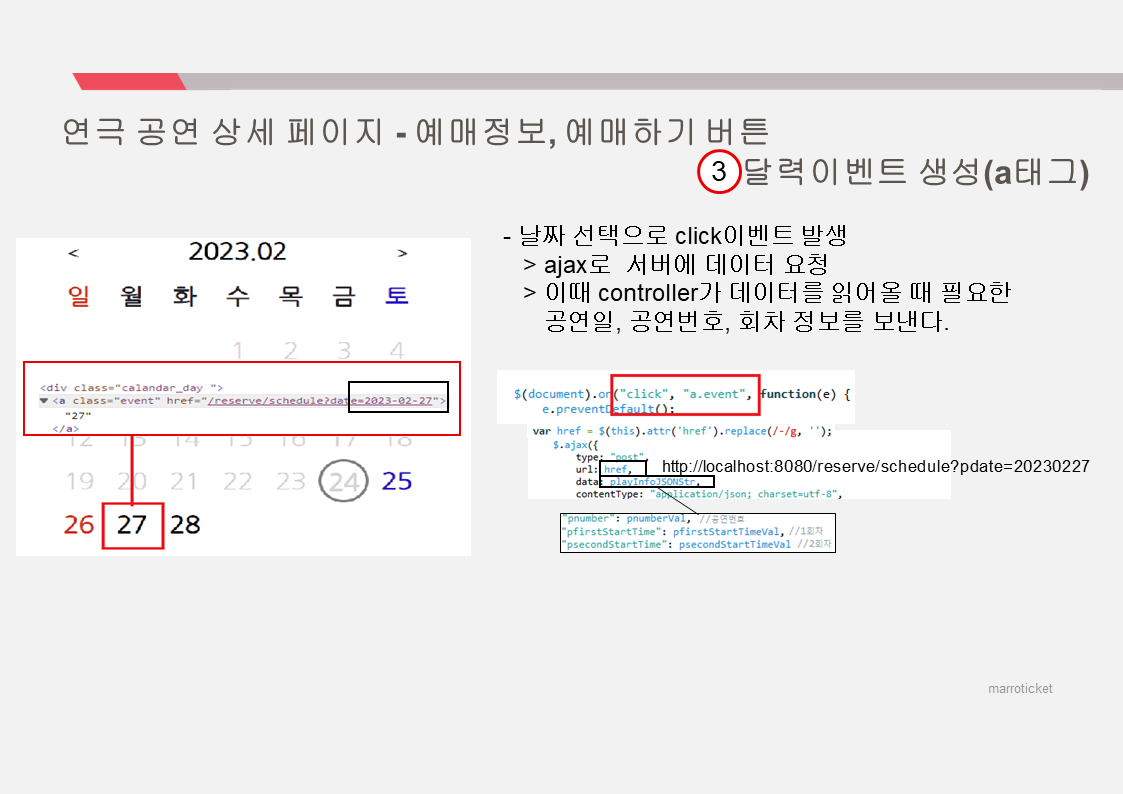 연극 공연 상세 페이지 - 예매정보, 예매하기 버튼
3 달력이벤트 생성(a태그)
< 2023.02 >
일 월 화 수 목 금 토
1 2 3 4
<div class="calandar_day ">
▼<a class="event" href="/reserve/schedule?date=2023-02-27">
"27"
</a>
12 13 14 15 16 17 18
19 20 21 22 23 24 25
26 27 28
- 날짜 선택으로 click이벤트 발생
> ajax로 서버에 데이터 요청
> 이때 controller가 데이터를 읽어올 때 필요한
공연일, 공연번호, 회차 정보를 보낸다.
$(document).on("click", "a.event", function(e) {
e.preventDefault();
var href = $(this).attr('href').replace(/-/g, '');
$.ajax({
type: "post",
url: href, http://localhost:8080/reserve/schedule?pdate=20230227
data: playInfoJSONStr,
contentType: "application/json; charset=utf-8",
"pnumber": pnumberVal, //공연번호
"pfirstStartTime": pfirstStartTimeVal, //1회차
"psecondStartTime": psecondStartTimeVal //2회차
marroticket